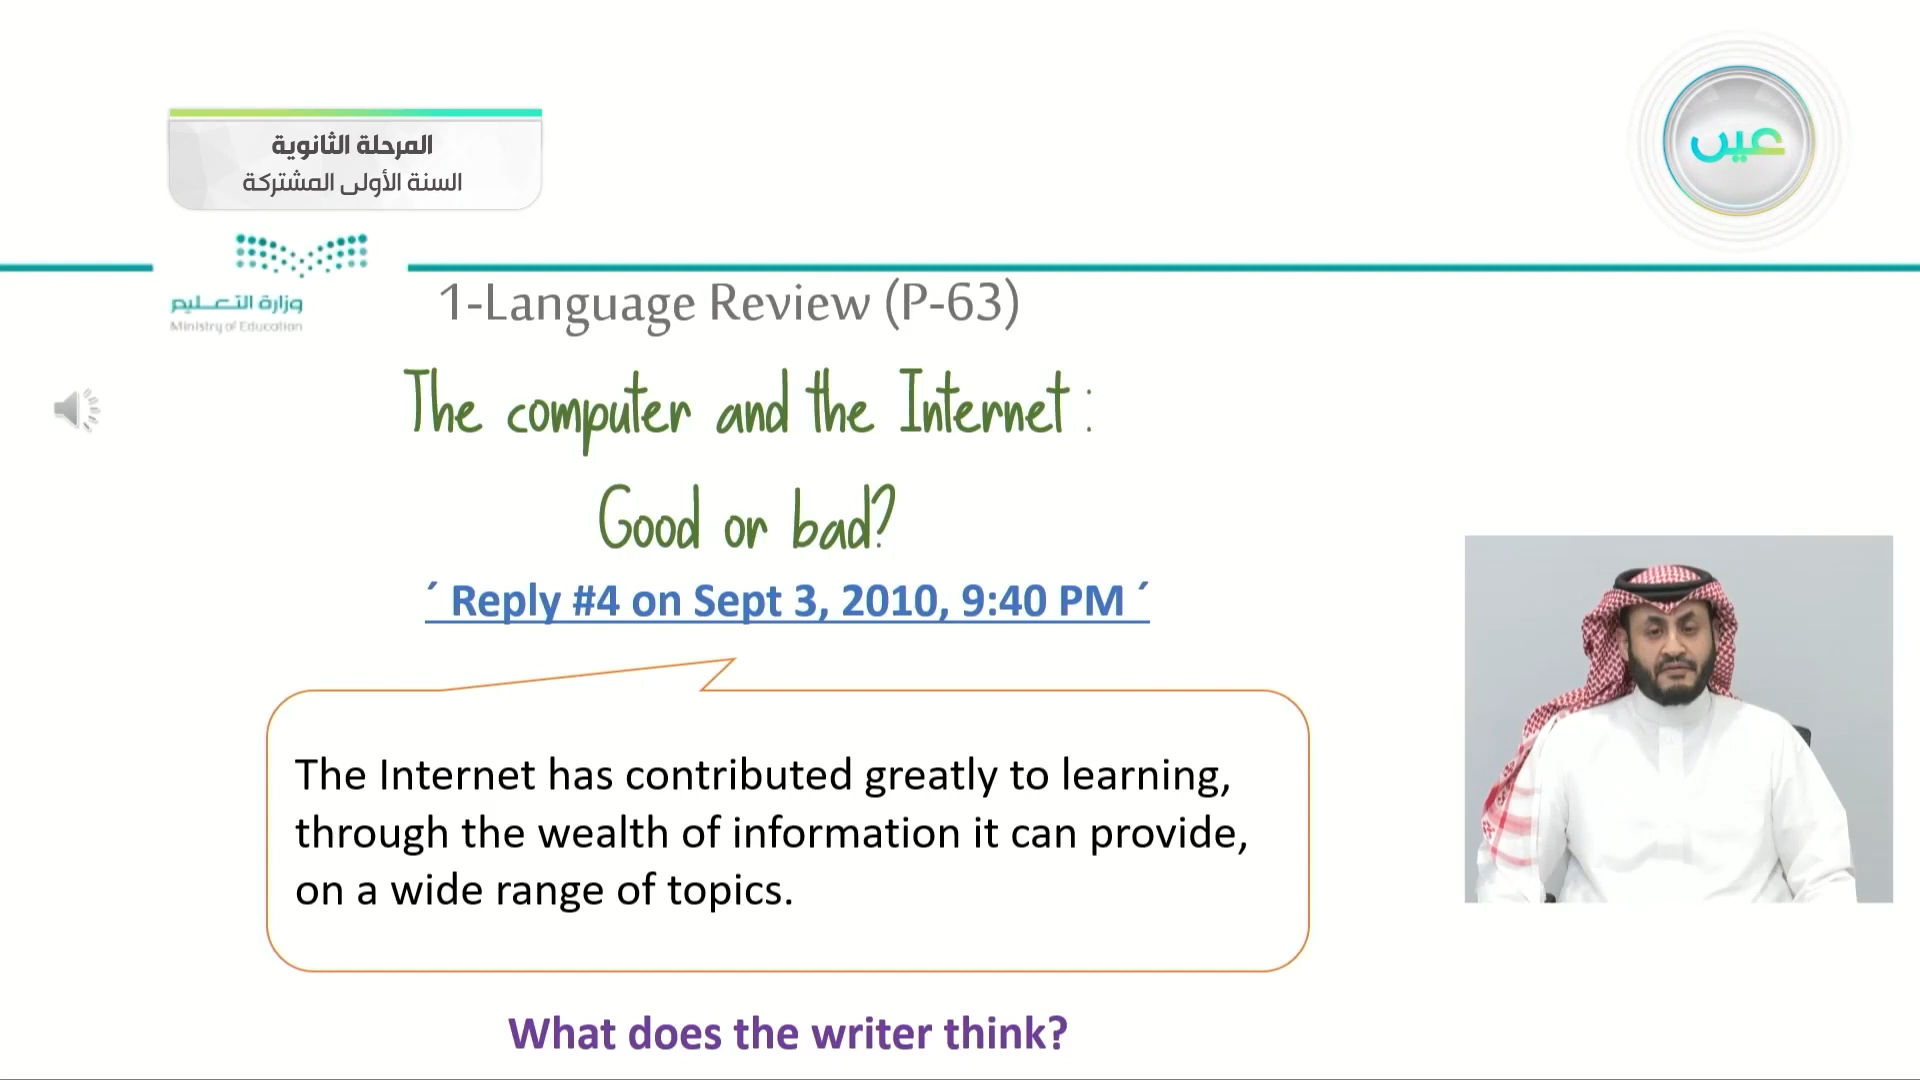 المرحلة الثانوية
السنة الأولى المشتركة
عين
وزارة التعـــليم
Ministry of Education
1-Language Review (P-63)
The computer and the Internet :
Good or bad?
´ Reply #4 on Sept 3, 2010, 9:40 PM ´
The Internet has contributed greatly to learning,
through the wealth of information it can provide,
on a wide range of topics.
What does the writer think?